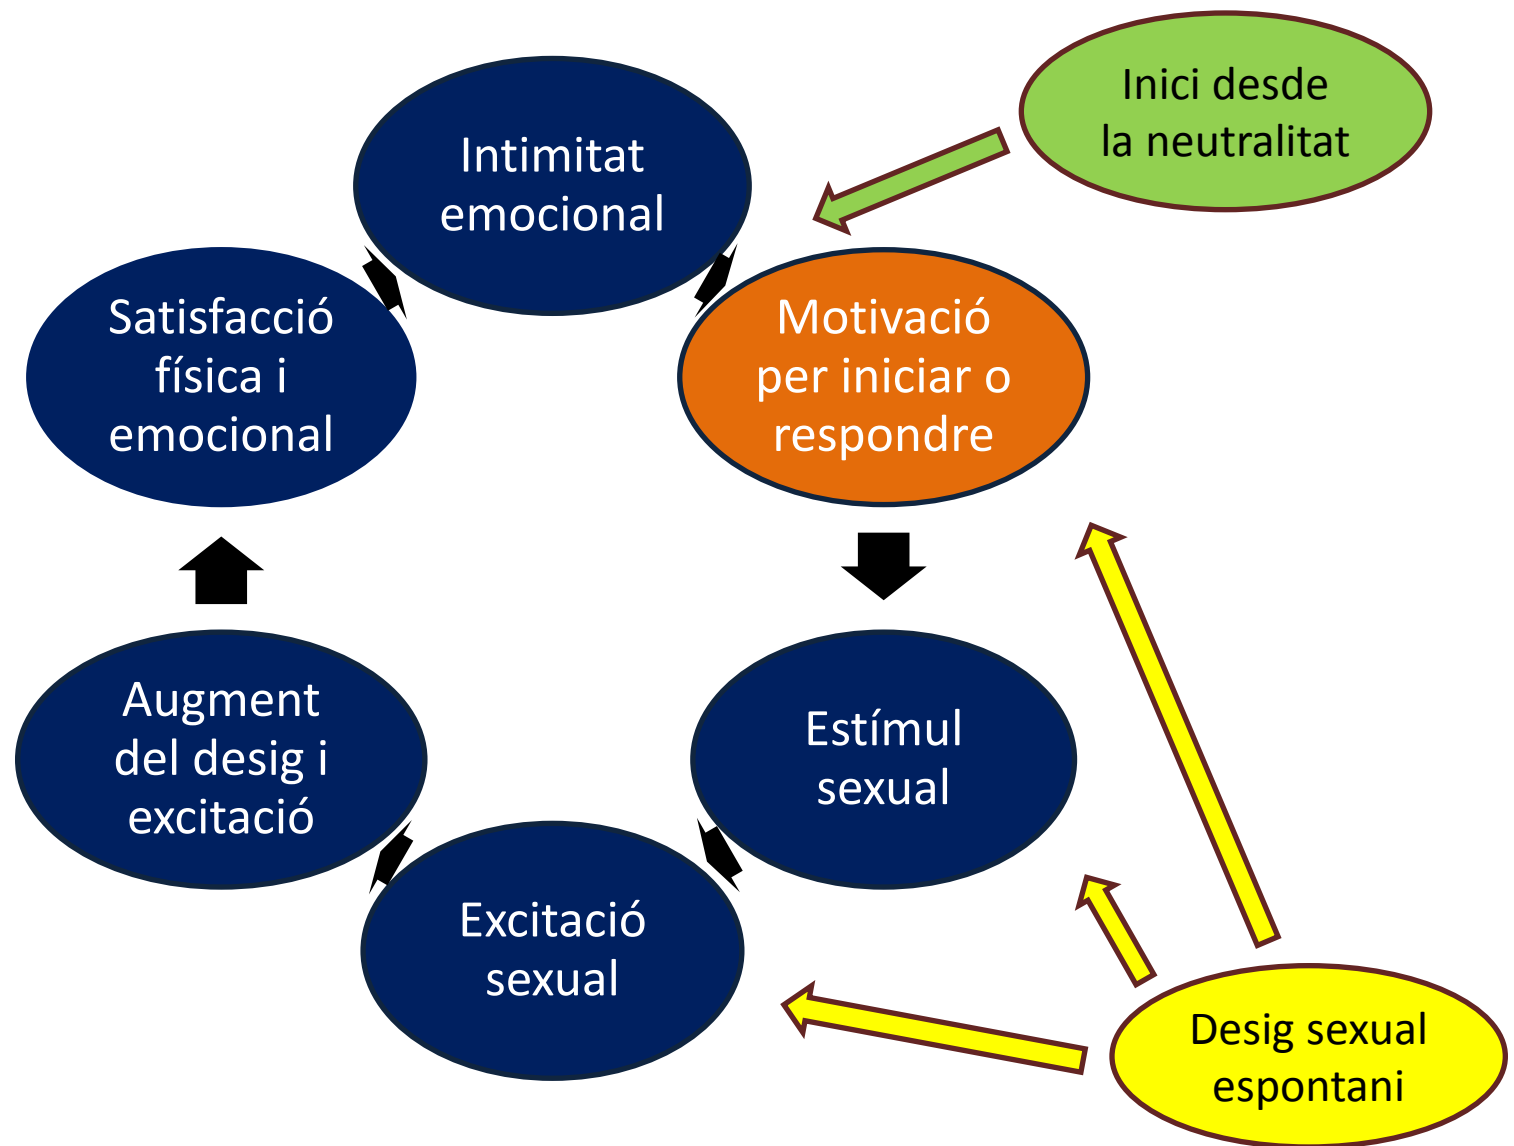 Inici desde
la neutralitat
Intimitat
emocional
Motivació
per iniciar o
respondre
Satisfacció
física i
emocional
Estímul
sexual
Augment
del desig i
excitació
Excitació
sexual
Desig sexual
espontani